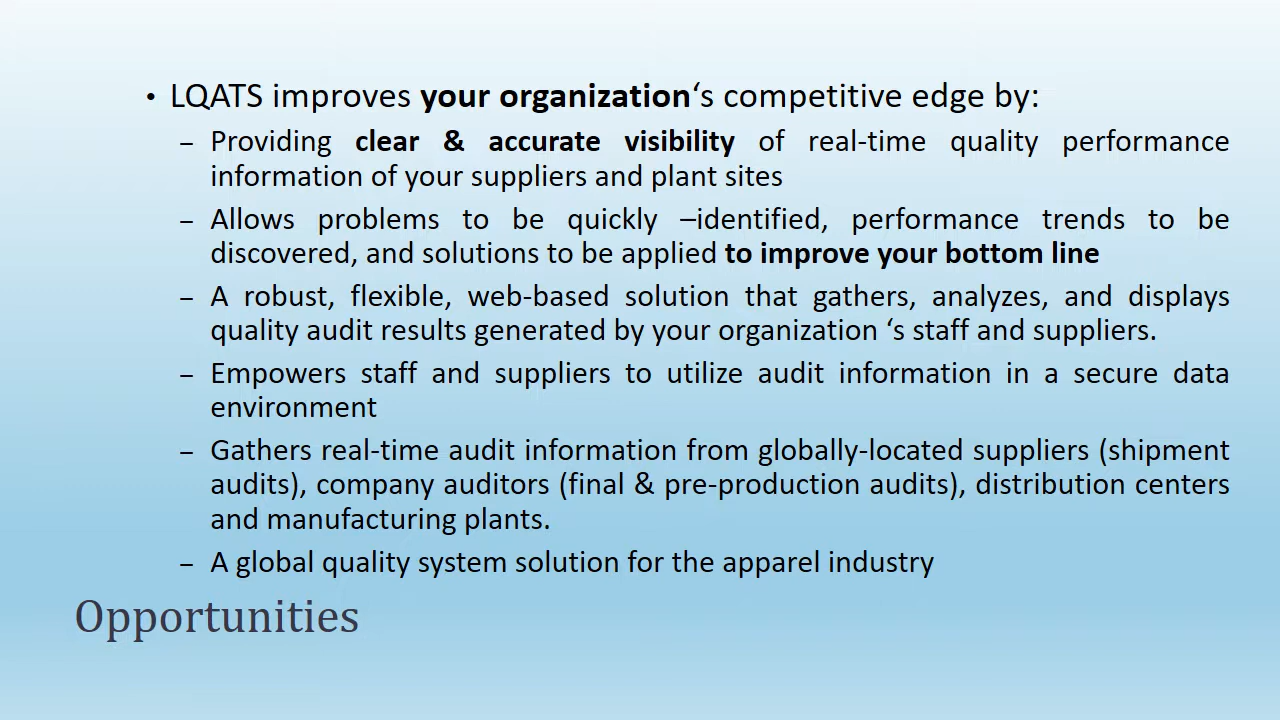 • LQATS improves your organization‘s competitive edge by:
– Providing clear & accurate visibility of real-time quality performance
information of your suppliers and plant sites
– Allows problems to be quickly –identified, performance trends to be
discovered, and solutions to be applied to improve your bottom line
– A robust, flexible, web-based solution that gathers, analyzes, and displays
quality audit results generated by your organization ‘s staff and suppliers.
– Empowers staff and suppliers to utilize audit information in a secure data
environment
– Gathers real-time audit information from globally-located suppliers (shipment
audits), company auditors (final & pre-production audits), distribution centers
and manufacturing plants.
– A global quality system solution for the apparel industry
Opportunities